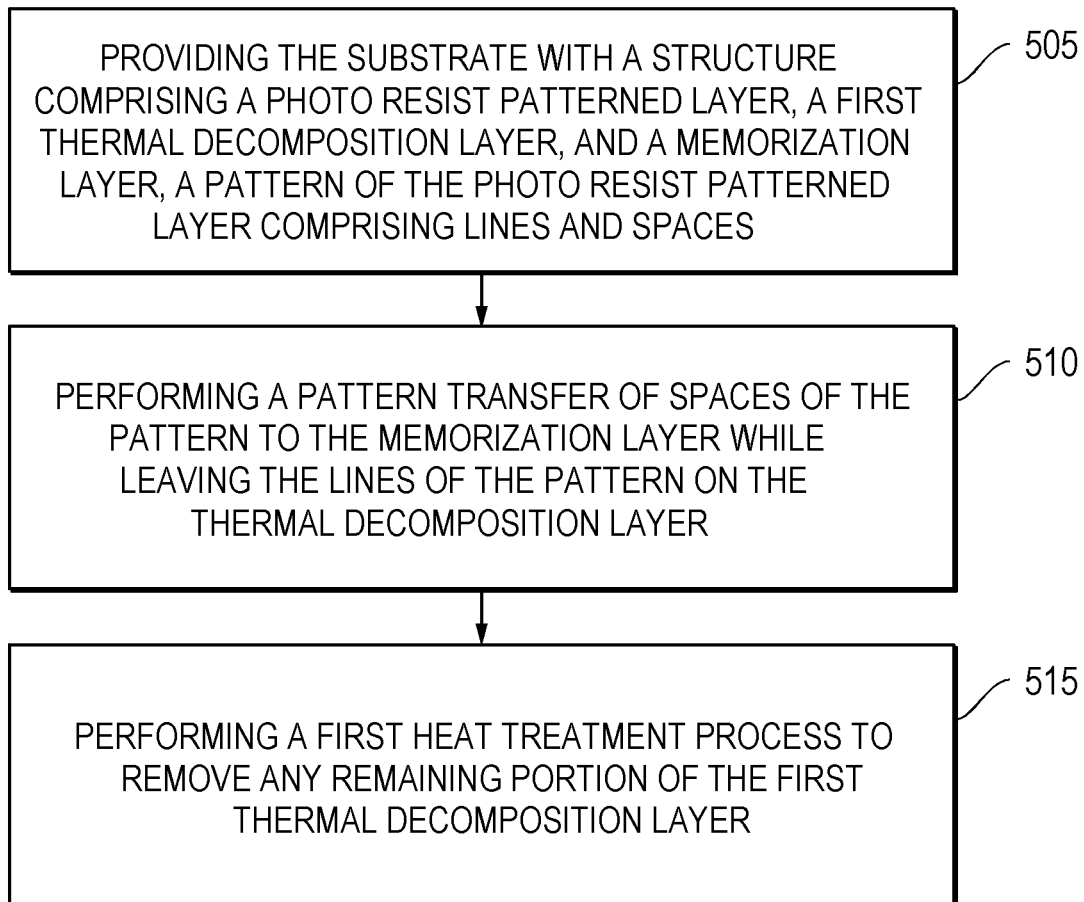 PROVIDING THE SUBSTRATE WITH A STRUCTURE
COMPRISING A PHOTO RESIST PATTERNED LAYER, A FIRST
THERMAL DECOMPOSITION LAYER, AND A MEMORIZATION
LAYER, A PATTERN OF THE PHOTO RESIST PATTERNED
LAYER COMPRISING LINES AND SPACES
505
PERFORMING A PATTERN TRANSFER OF SPACES OF THE
PATTERN TO THE MEMORIZATION LAYER WHILE
LEAVING THE LINES OF THE PATTERN ON THE
THERMAL DECOMPOSITION LAYER
510
PERFORMING A FIRST HEAT TREATMENT PROCESS TO
REMOVE ANY REMAINING PORTION OF THE FIRST
THERMAL DECOMPOSITION LAYER
515